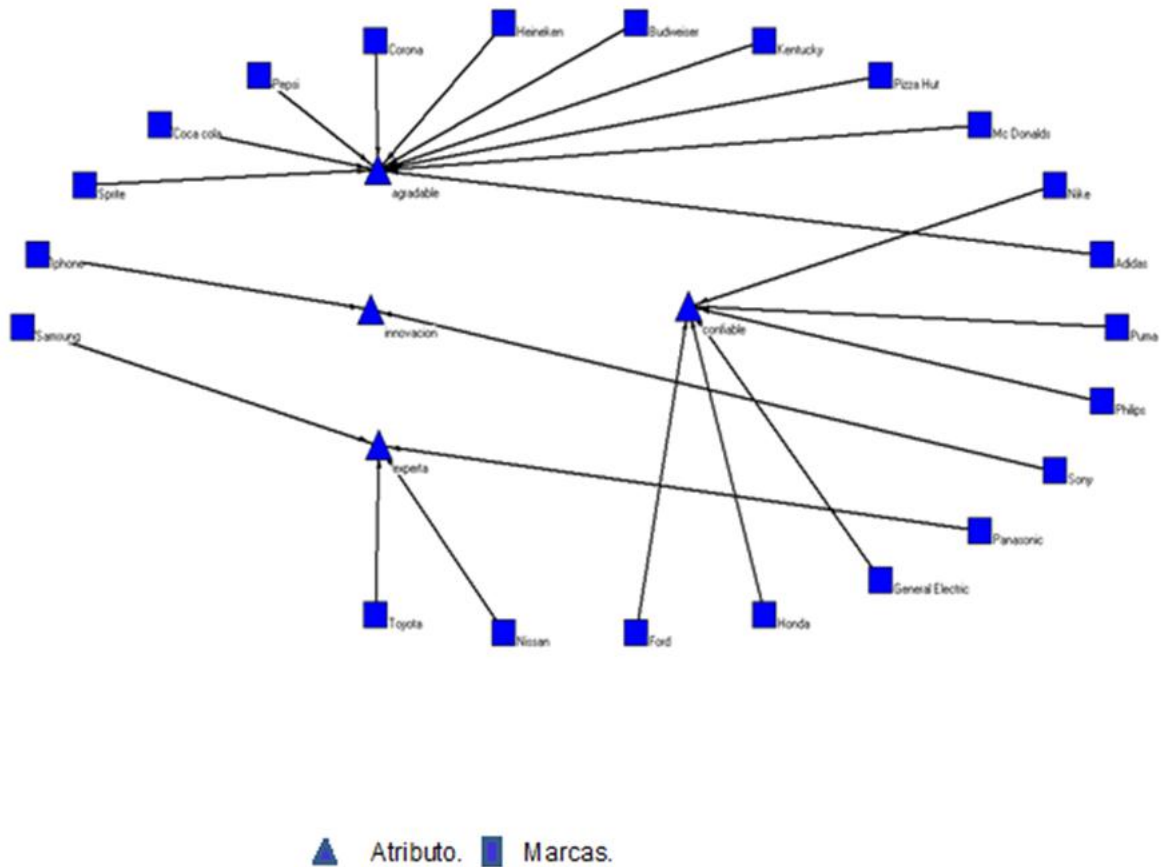 Heineken
Budweiser
Corona
Kentucky
Pepsi
Pizza Hut
Coca cola
Mc Donalds
Sprite
agradable
Nike
Iphone
Adidas
innovacion
confiable
Samsung
Puma
Philips
experta
Sony
Panasonic
General Electric
Toyota
Nissan
Ford
Honda
Atributo. Marcas.